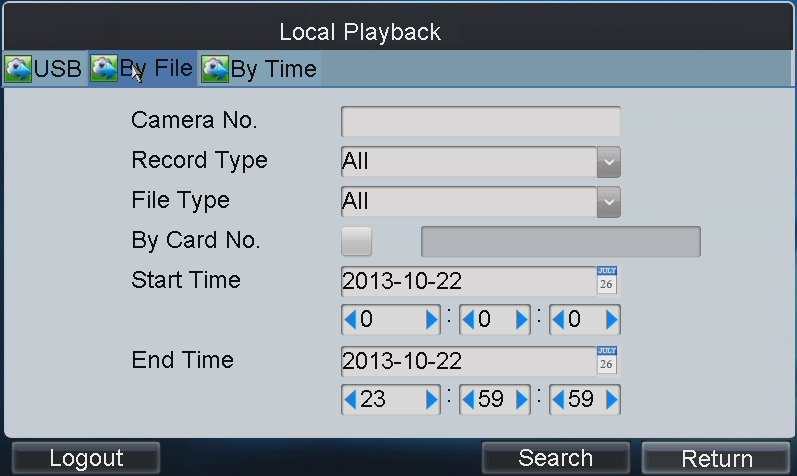 Local Playback
USB By File By Time
Camera No.
Record Type All
File Type All
By Card No.
Start Time 2013-10-22 JULY 26
0 : 0 : 0
End Time 2013-10-22 JULY 26
23 : 59 : 59
Logout Search Return